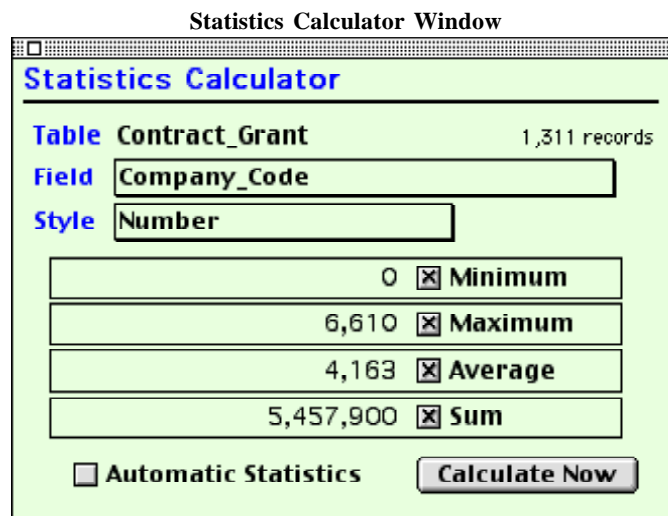 Statistics Calculator Window
Statistics Calculator
Table Contract_Grant 1,311 records
Field Company_Code
Style Number
0 Minimum
6,610 Maximum
4,163 Average
5,457,900 Sum
Automatic Statistics Calculate Now